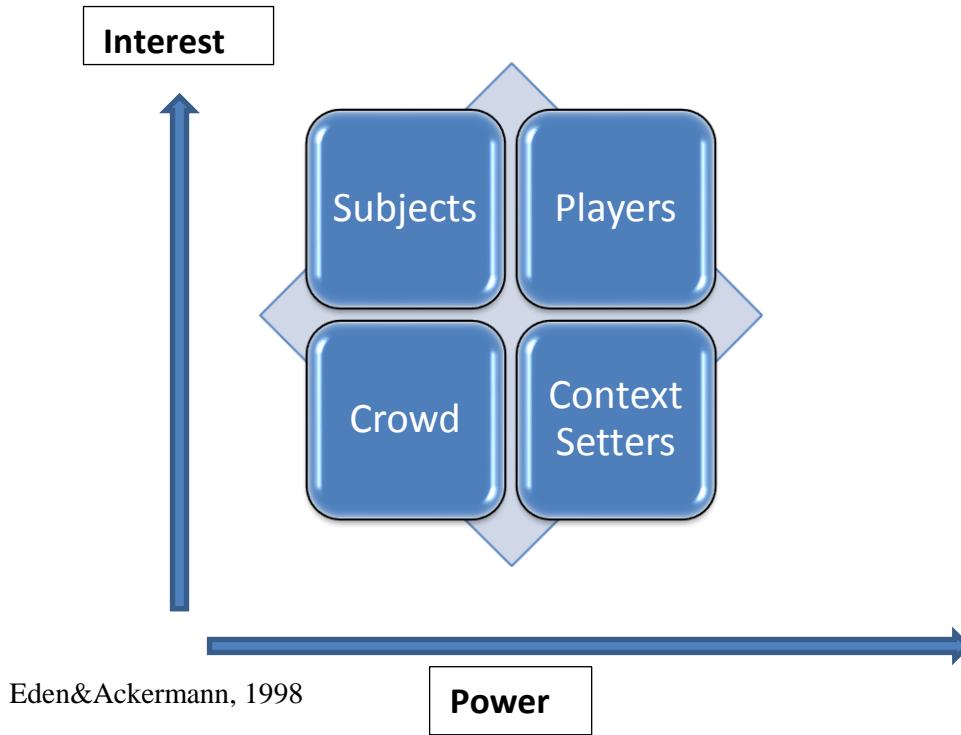 Interest
Subjects
Players
Crowd
Context
Setters
Eden&Ackermann, 1998
Power